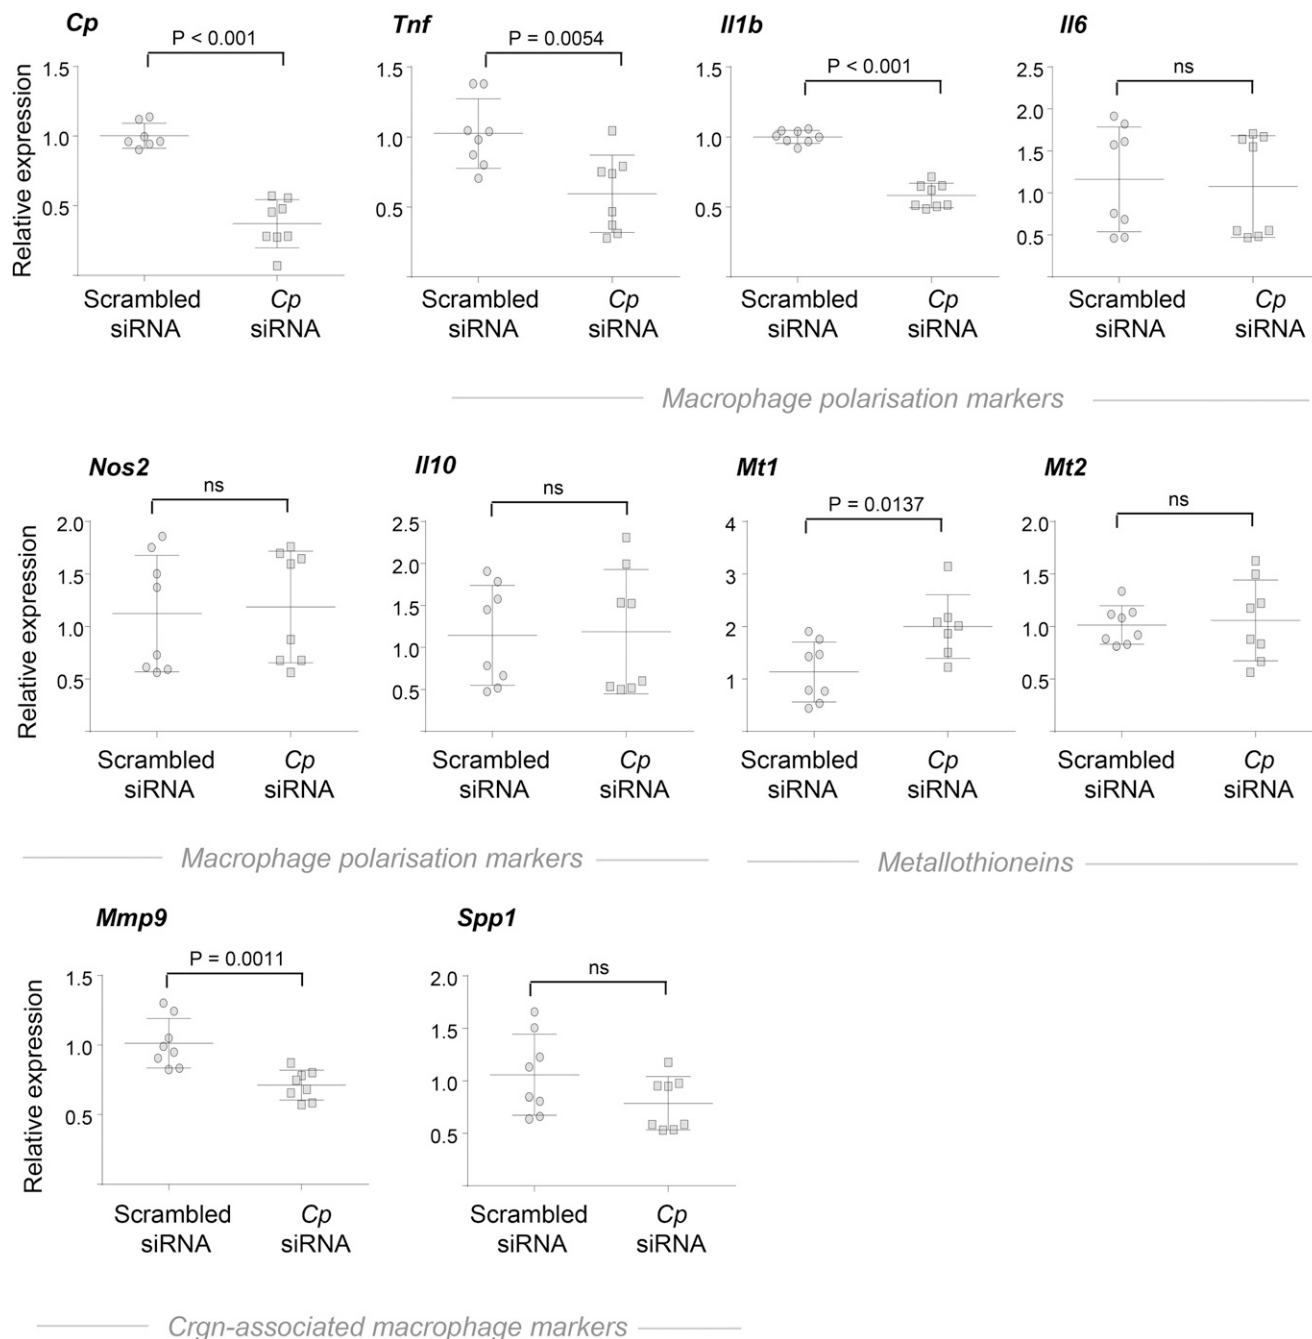 Cp
Tnf
Il1b
Il6
P < 0.001
P = 0.0054
P < 0.001
ns
Relative expression
1.5
1.0
0.5
1.5
1.0
0.5
1.5
1.0
0.5
2.5
2.0
1.5
1.0
0.5
Scrambled siRNA
Cp siRNA
Scrambled siRNA
Cp siRNA
Scrambled siRNA
Cp siRNA
Scrambled siRNA
Cp siRNA
Macrophage polarisation markers
Nos2
Il10
Mt1
Mt2
ns
ns
P = 0.0137
ns
Relative expression
2.0
1.5
1.0
0.5
2.5
2.0
1.5
1.0
0.5
4
3
2
1
2.0
1.5
1.0
0.5
Scrambled siRNA
Cp siRNA
Scrambled siRNA
Cp siRNA
Scrambled siRNA
Cp siRNA
Scrambled siRNA
Cp siRNA
Macrophage polarisation markers
Metallothioneins
Mmp9
Spp1
P = 0.0011
ns
Relative expression
1.5
1.0
0.5
2.0
1.5
1.0
0.5
Scrambled siRNA
Cp siRNA
Scrambled siRNA
Cp siRNA
Crgn-associated macrophage markers